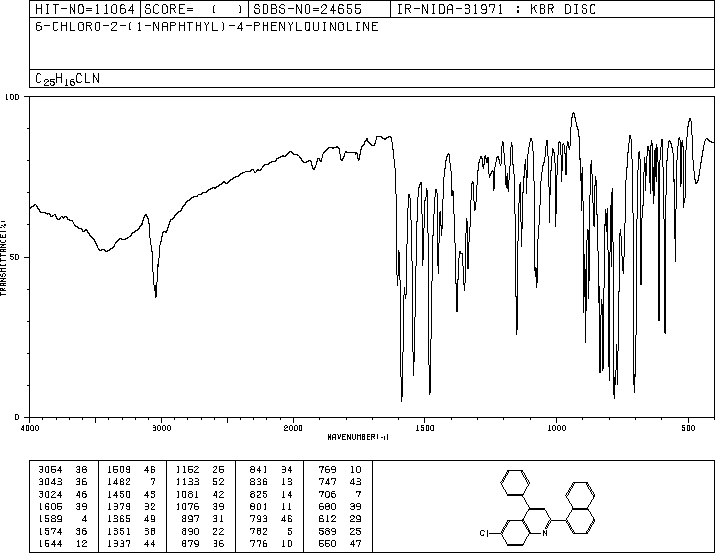 HIT-NO=11064 SCORE= ( ) SDBS-NO=24655 IR-NIDA-31971 : KBR DISC
6-CHLORO-2-(1-NAPHTHYL)-4-PHENYLQUINOLINE
C25H16CLN
100
50
0
TRANSMITTANCE(%)
4000 3000 2000 1500 1000 500
WAVENUMBER(-1)
3064 36 1509 46 1152 26 841 34 769 10
3043 36 1482 7 1133 52 836 13 747 43
3024 46 1450 45 1081 42 825 14 706 7
1605 39 1379 32 1076 39 801 11 680 39
1589 4 1365 49 897 31 793 46 612 29
1574 36 1351 38 890 22 782 5 589 25
1544 12 1337 44 879 36 776 10 550 47
Cl
N